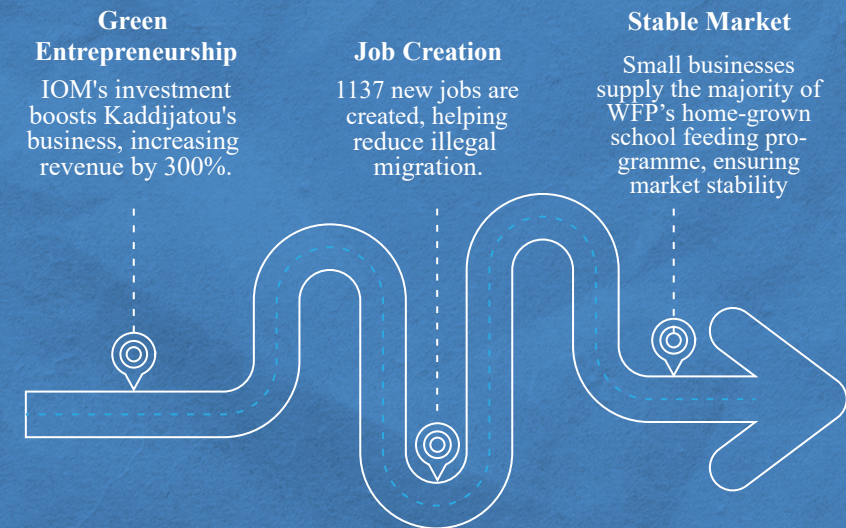 Green
Entrepreneurship
IOM's investment
boosts Kaddijatou's
business, increasing
revenue by 300%.
Job Creation
1137 new jobs are
created, helping
reduce illegal
migration.
Stable Market
Small businesses
supply the majority of
WFP’s home-grown
school feeding pro-
gramme, ensuring
market stability